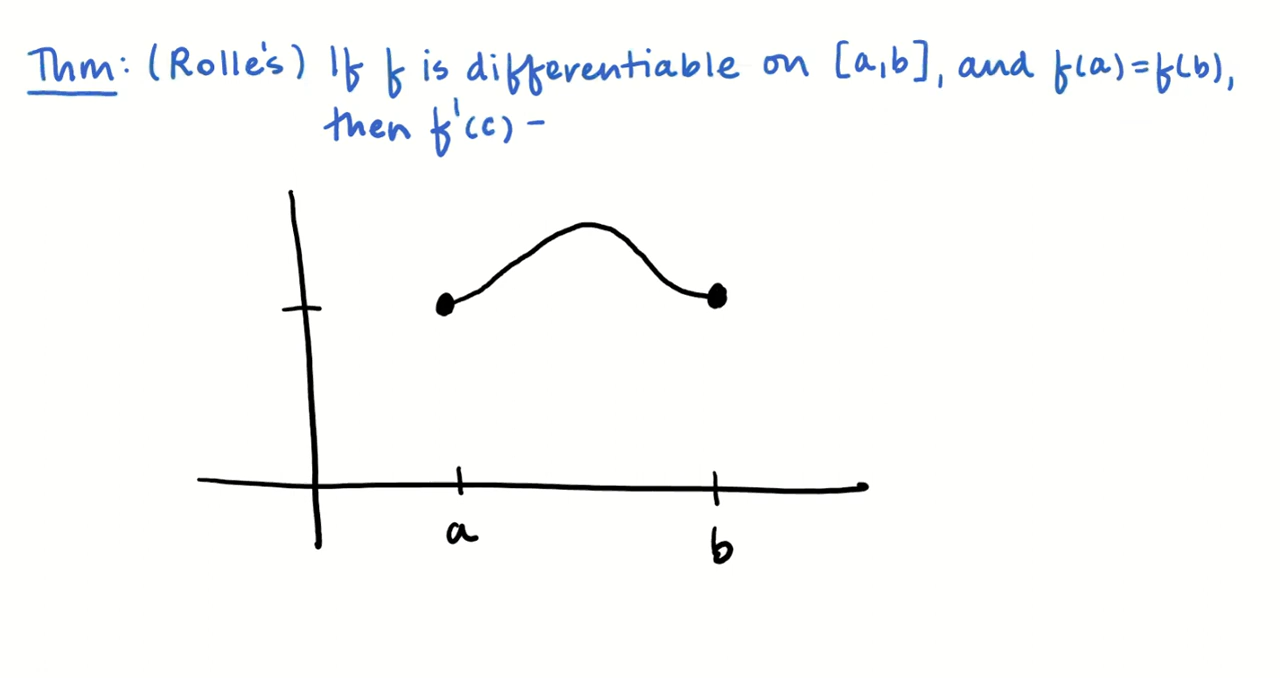 Thm: (Rolle's) If f is differentiable on [a,b], and f(a)=f(b),
then f'(c) -
a
b